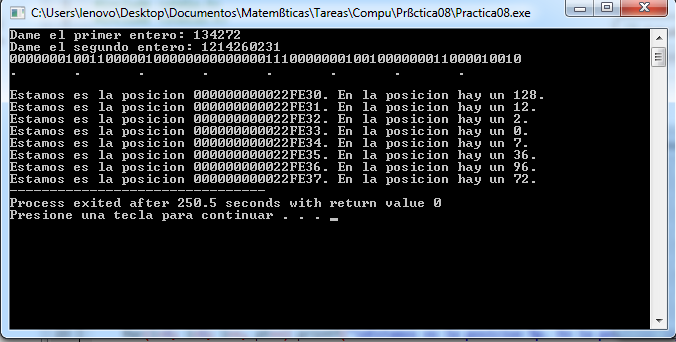 C:\Users\lenovo\Desktop\Documentos\Matemßticas\Tareas\Compu\Prßctica08\Practica08.exe
Dame el primer entero: 134272
Dame el segundo entero: 1214260231
0000000100110000010000000000000011100000001001000000011000010010
.       .       .       .       .       .       .       .
Estamos es la posicion 000000000022FE30. En la posicion hay un 128.
Estamos es la posicion 000000000022FE31. En la posicion hay un 12.
Estamos es la posicion 000000000022FE32. En la posicion hay un 2.
Estamos es la posicion 000000000022FE33. En la posicion hay un 0.
Estamos es la posicion 000000000022FE34. En la posicion hay un 7.
Estamos es la posicion 000000000022FE35. En la posicion hay un 36.
Estamos es la posicion 000000000022FE36. En la posicion hay un 96.
Estamos es la posicion 000000000022FE37. En la posicion hay un 72.
--------------------------------
Process exited after 250.5 seconds with return value 0
Presione una tecla para continuar . . . _